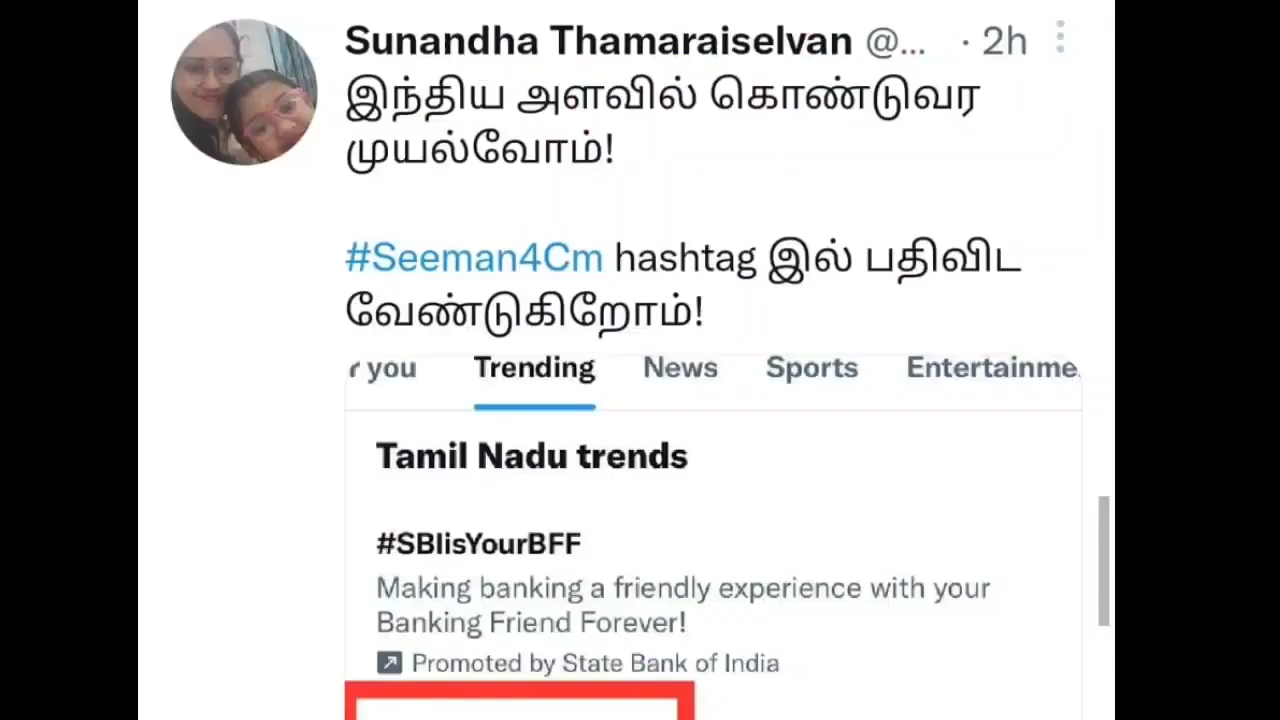 Sunandha Thamaraiselvan @... · 2h
இந்திய அளவில் கொண்டுவர
முயல்வோம்!
#Seeman4Cm hashtag இல் பதிவிட
வேண்டுகிறோம்!
r you Trending News Sports Entertainme
Tamil Nadu trends
#SBIisYourBFF
Making banking a friendly experience with your
Banking Friend Forever!
Promoted by State Bank of India